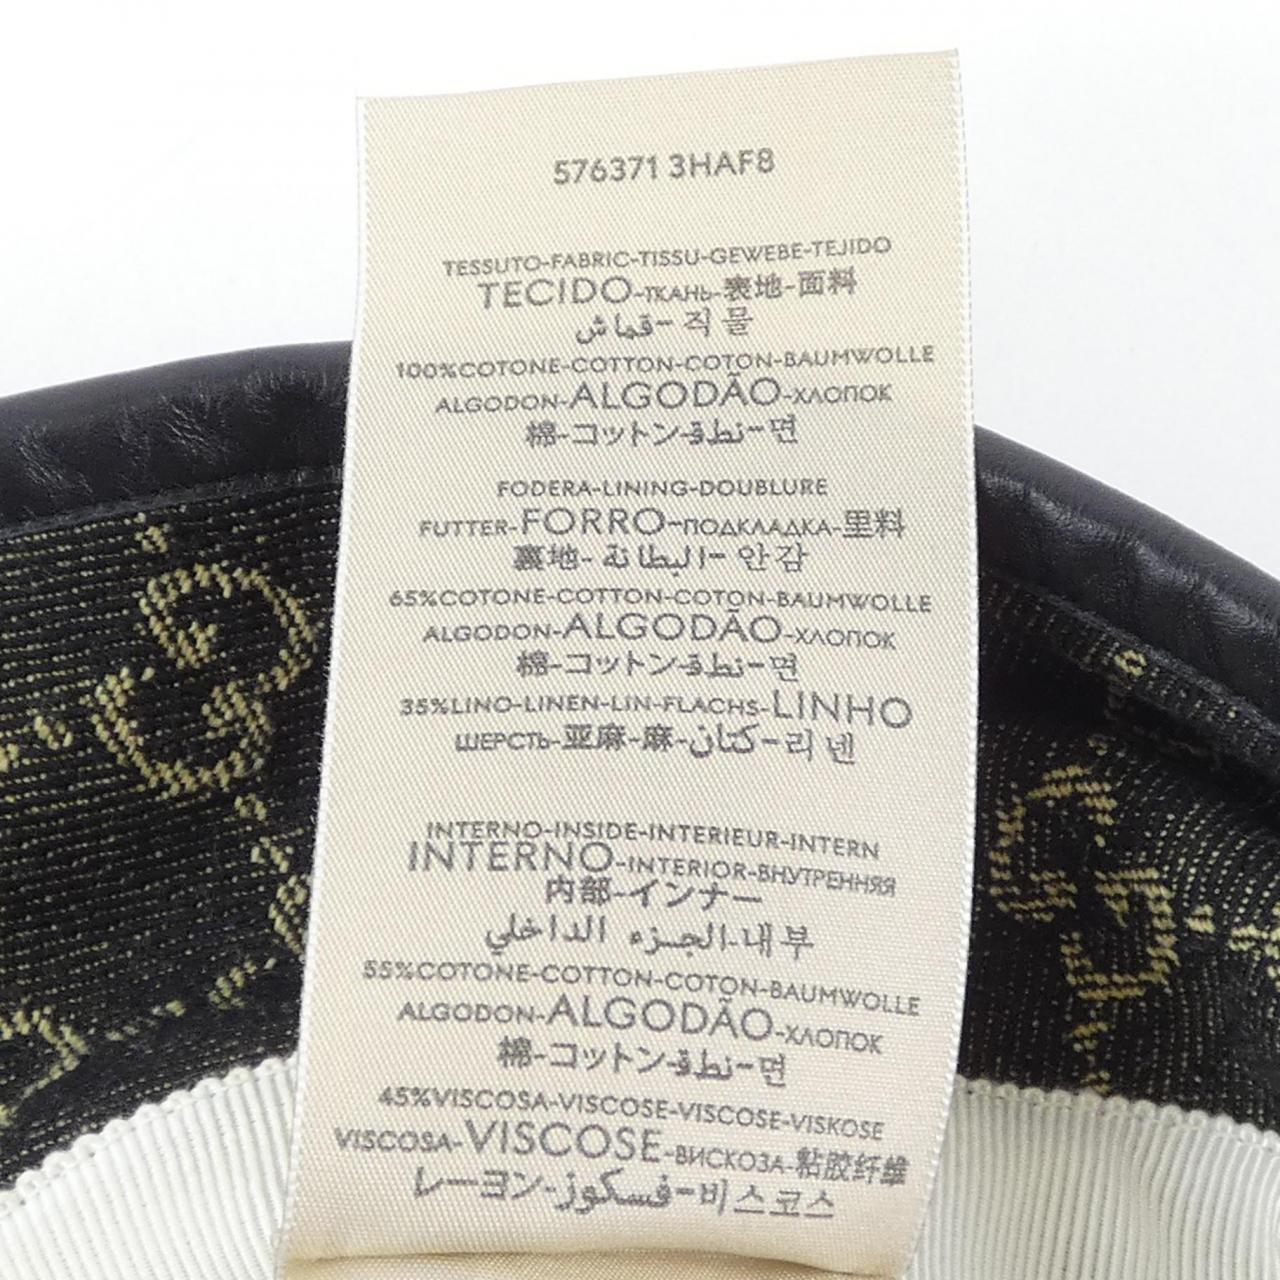 576371 3HAF8
TESSUTO-FABRIC-TISSU-GEWEBE-TEJIDO
TECIDO-ТКАНЬ-表地-面料
قماش-직물
100%COTONE-COTTON-COTON-BAUMWOLLE
ALGODON-ALGODÃO-ХЛОПОК
棉-コットン-نطق-면
FODERA-LINING-DOUBLURE
FUTTER-FORRO-ПОДКЛАДКА-里料
裏地-البطانة-안감
65%COTONE-COTTON-COTON-BAUMWOLLE
ALGODON-ALGODÃO-ХЛОПОК
棉-コットン-نطق-면
35%LINO-LINEN-LIN-FLACHS-LINHO
ШЕРСТЬ-亚麻-麻-كتان-리넨
INTERNO-INSIDE-INTERIEUR-INTERN
INTERNO-INTERIOR-ВНУТРЕННЯЯ
内部-インナー
الجزء الداخلي-내부
55%COTONE-COTTON-COTON-BAUMWOLLE
ALGODON-ALGODÃO-ХЛОПОК
棉-コットン-نطق-면
45%VISCOSA-VISCOSE-VISCOSE-VISKOSE
VISCOSA-VISCOSE-ВИСКОЗА-粘胶纤维
レーヨン-فسكوز-비스코스